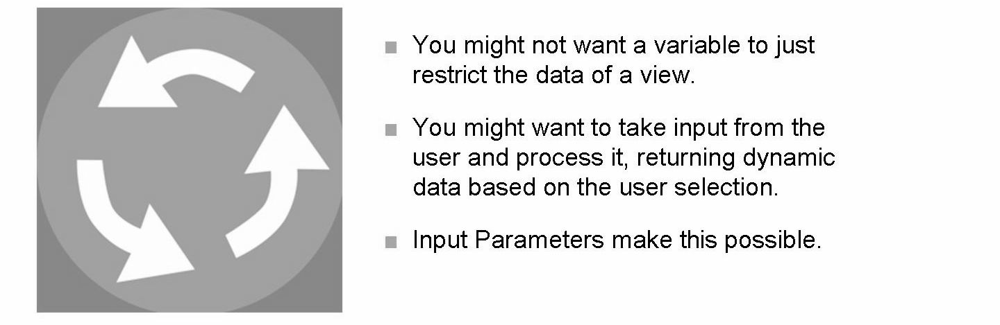 You might not want a variable to just
restrict the data of a view.
You might want to take input from the
user and process it, returning dynamic
data based on the user selection.
Input Parameters make this possible.